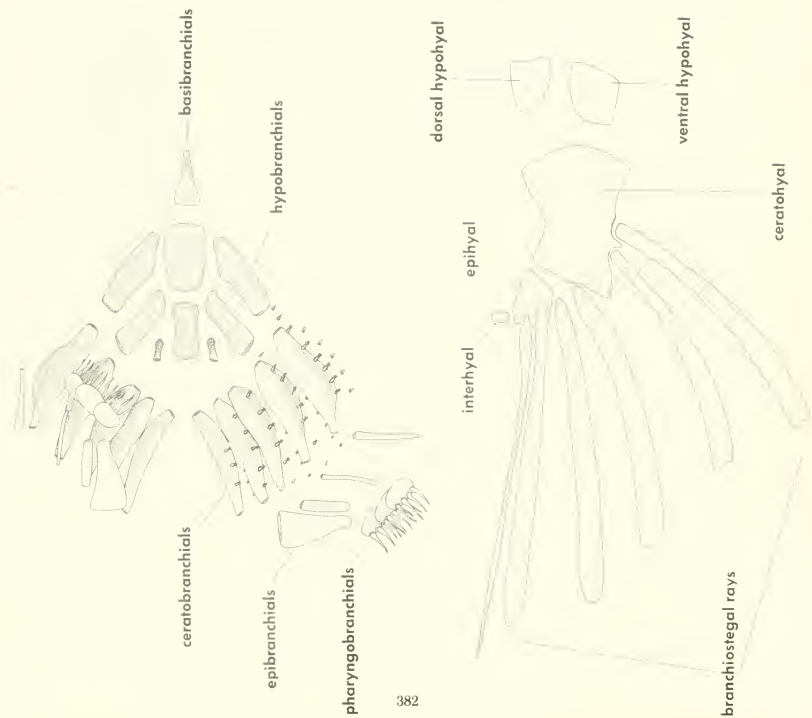 basibranchials
hypobranchials
ceratobranchials
epibranchials
pharyngobranchials
dorsal hypohyal
ventral hypohyal
epihyal
interhyal
ceratohyal
branchiostegal rays
382